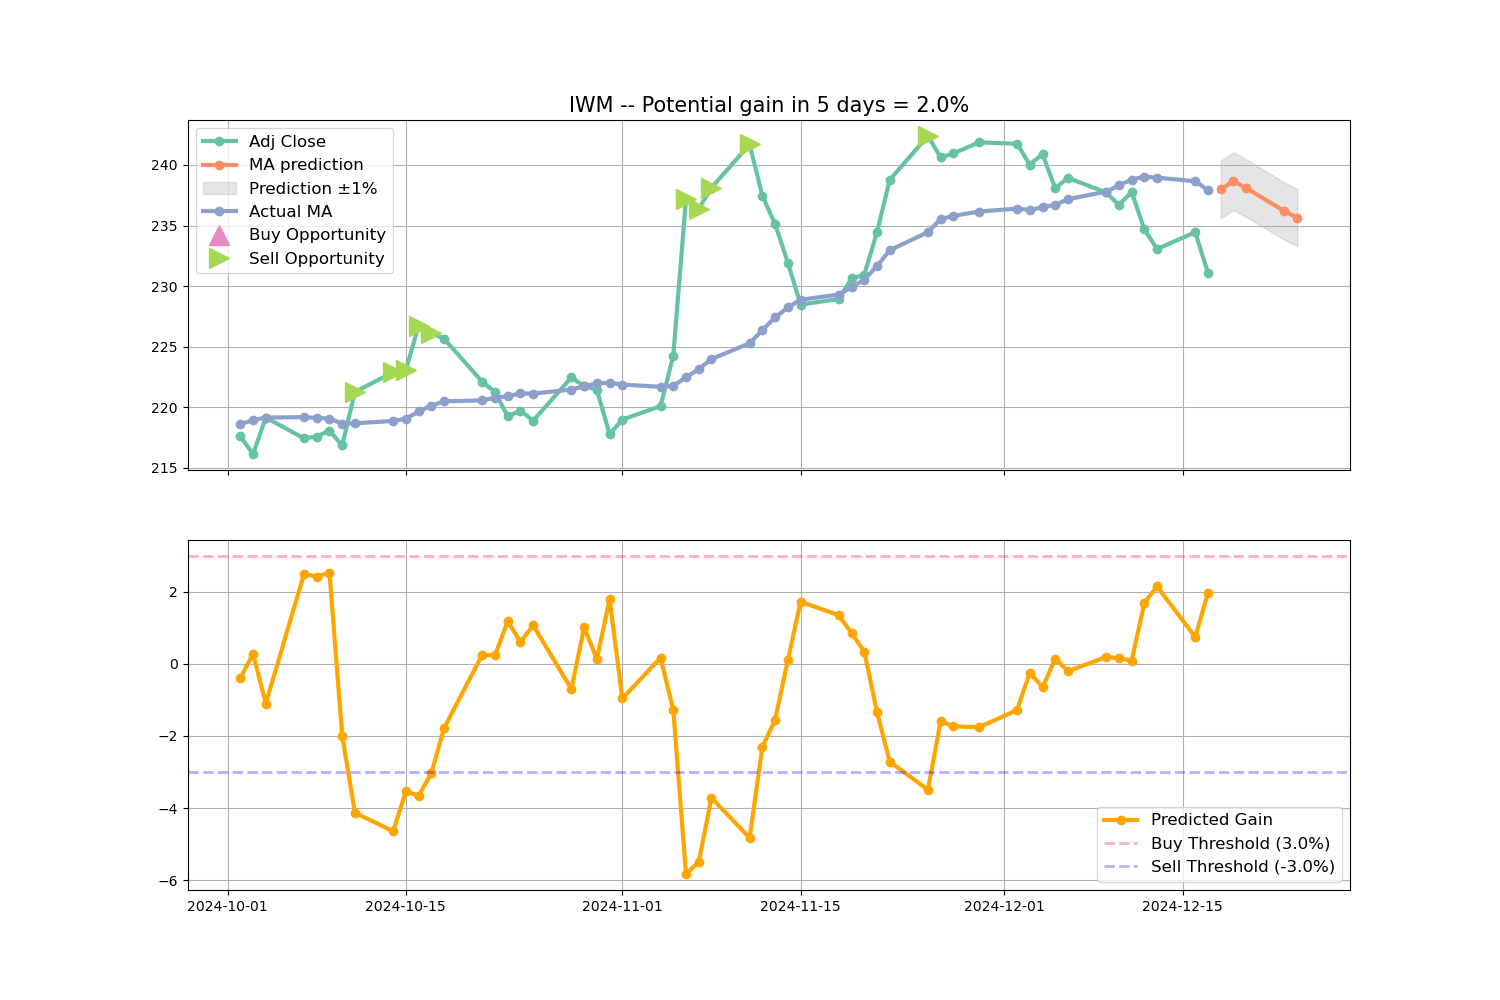 IWM -- Potential gain in 5 days = 2.0%
Adj Close
MA prediction
Prediction ±1%
Actual MA
Buy Opportunity
Sell Opportunity
240
235
230
225
220
215
2
0
−2
−4
−6
Predicted Gain
Buy Threshold (3.0%)
Sell Threshold (-3.0%)
2024-10-01
2024-10-15
2024-11-01
2024-11-15
2024-12-01
2024-12-15